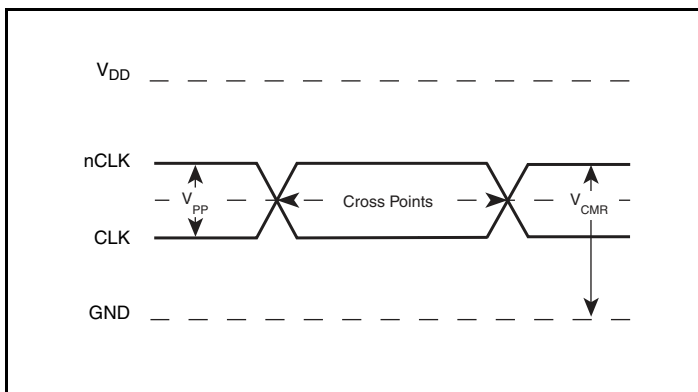 VDD
nCLK
VPP
Cross Points
VCMR
CLK
GND